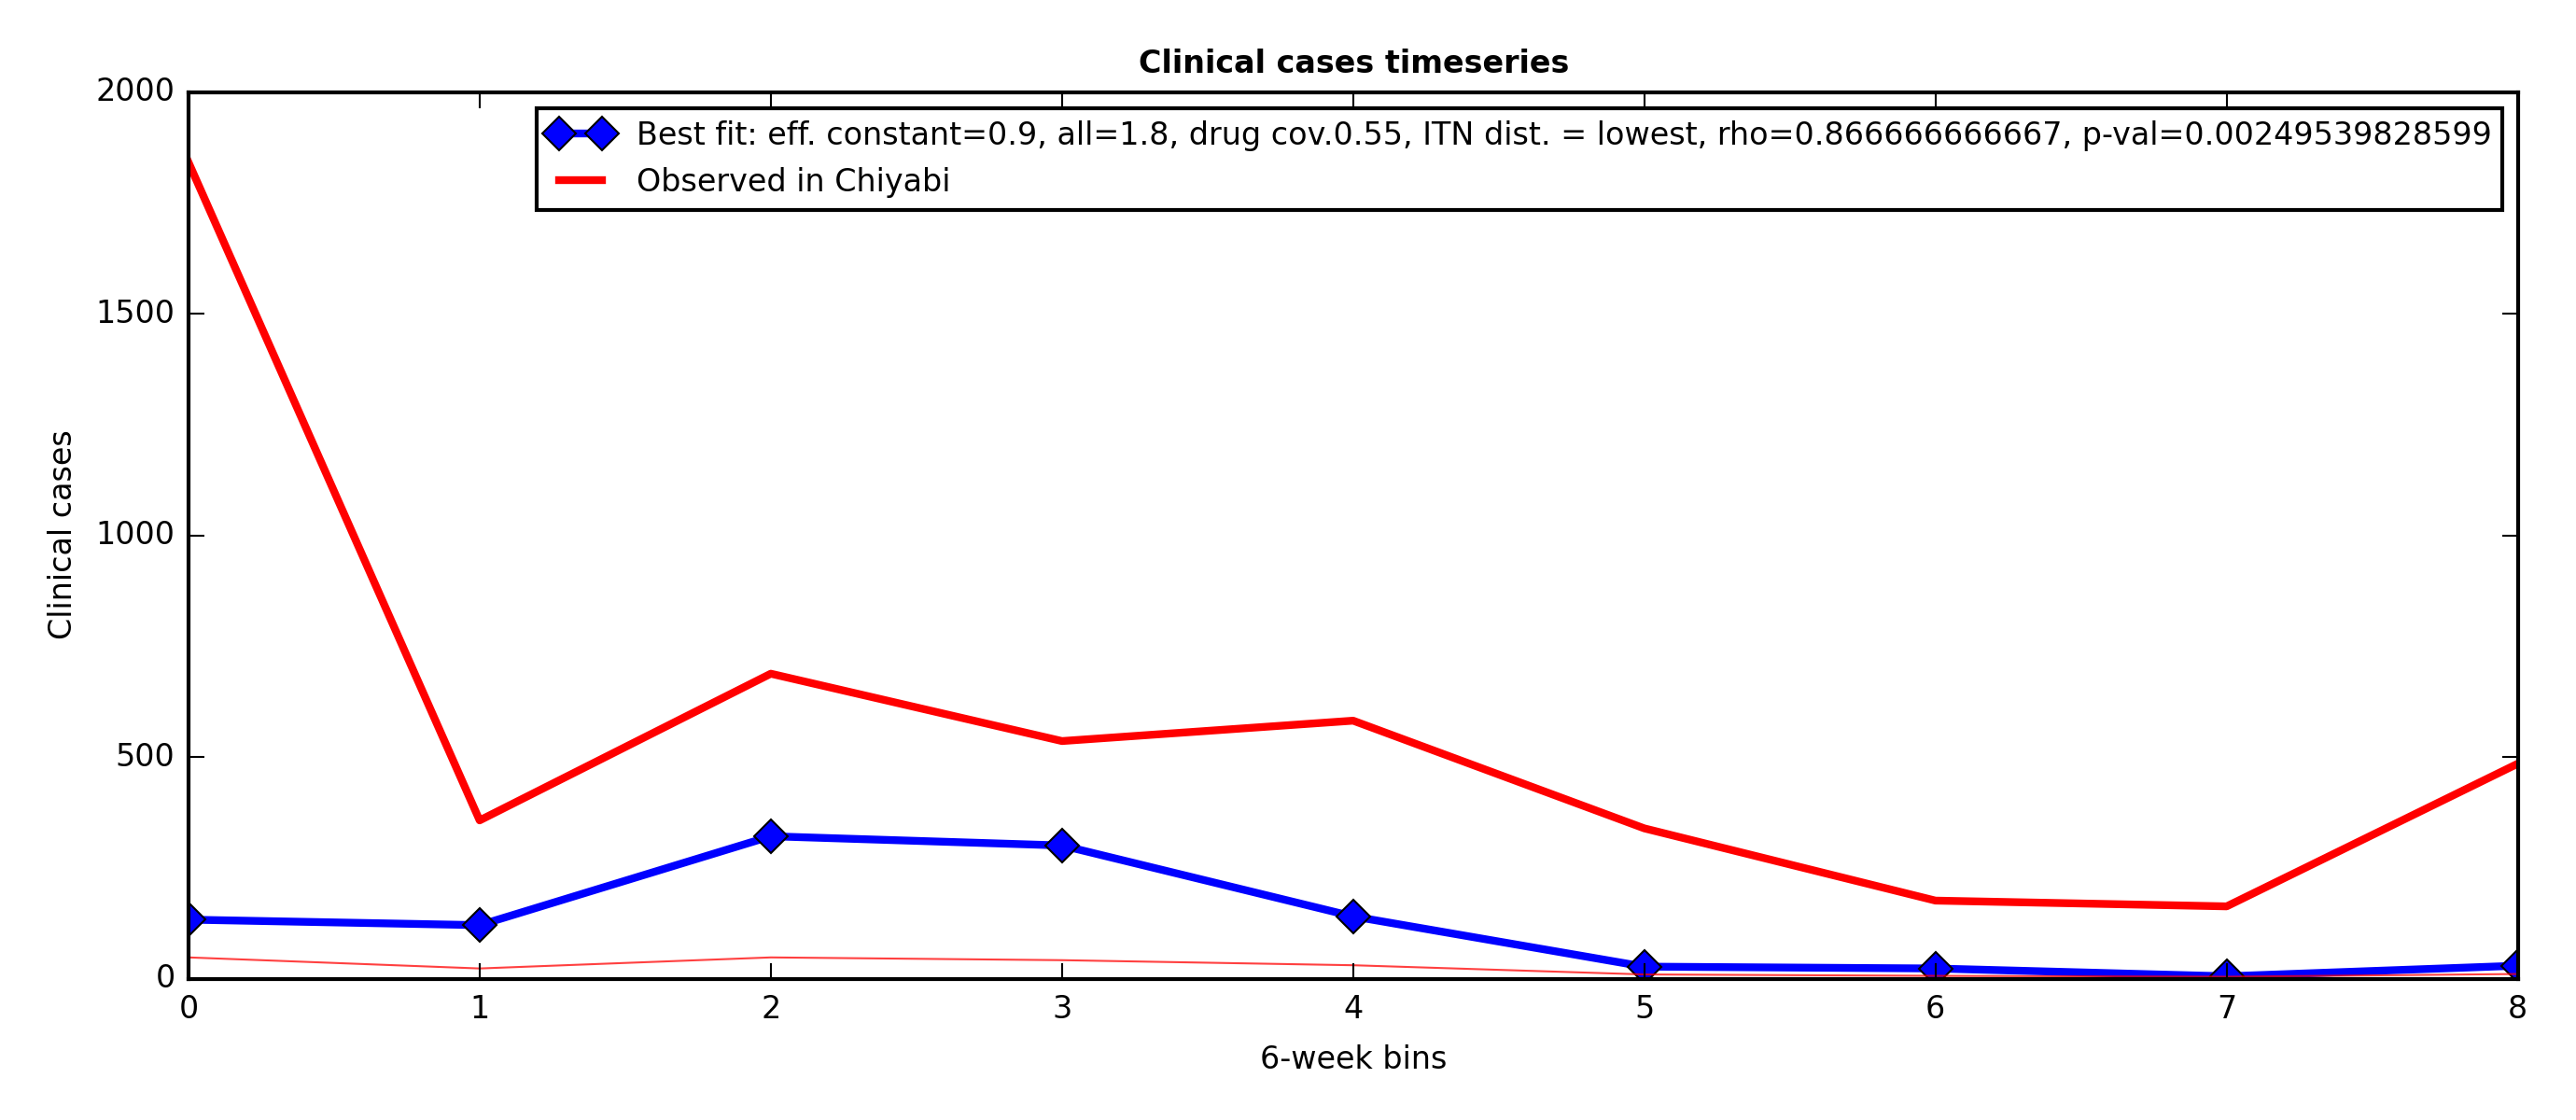 Clinical cases timeseries
2000
1500
1000
500
0
Clinical cases
Best fit: eff. constant=0.9, all=1.8, drug cov.0.55, ITN dist. = lowest, rho=0.866666666667, p-val=0.00249539828599
Observed in Chiyabi
0 1 2 3 4 5 6 7 8
6-week bins